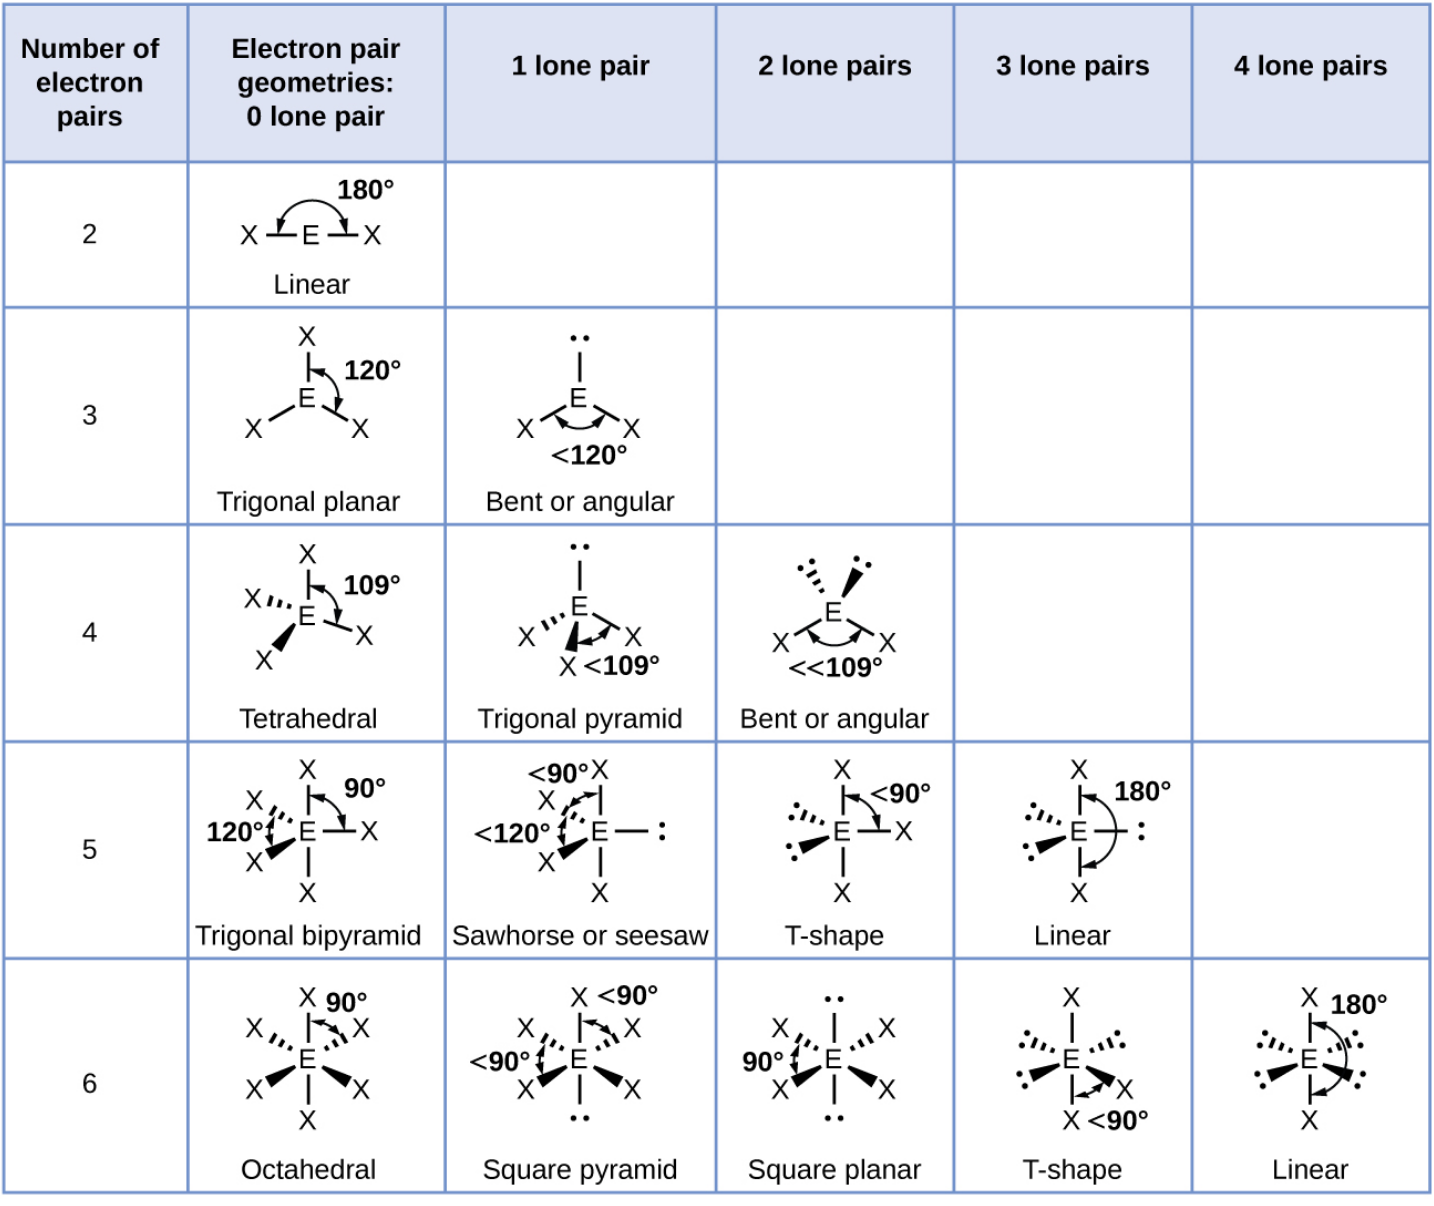 Number of
electron
pairs
Electron pair
geometries:
0 lone pair
1 lone pair
2 lone pairs
3 lone pairs
4 lone pairs
2
180°
X E X
Linear
3
X
120°
E
X X
Trigonal planar
:
E
X X
<120°
Bent or angular
4
X
109°
X
E
X
X
Tetrahedral
:
E
X X
X <109°
Trigonal pyramid
: :
E
X X
<<109°
Bent or angular
5
X
90°
X
120° E X
X
X
Trigonal bipyramid
<90° X
X
<120° E :
X
X
Sawhorse or seesaw
X
<90°
:
E X
:
X
T-shape
X
180°
:
E :
:
X
Linear
6
X 90°
X X
E
X X
X
Octahedral
X <90°
X X
<90° E
X X
:
Square pyramid
:
X X
90° E
X X
:
Square planar
X
: :
E
: X
X <90°
T-shape
X 180°
: :
E
: :
X
Linear